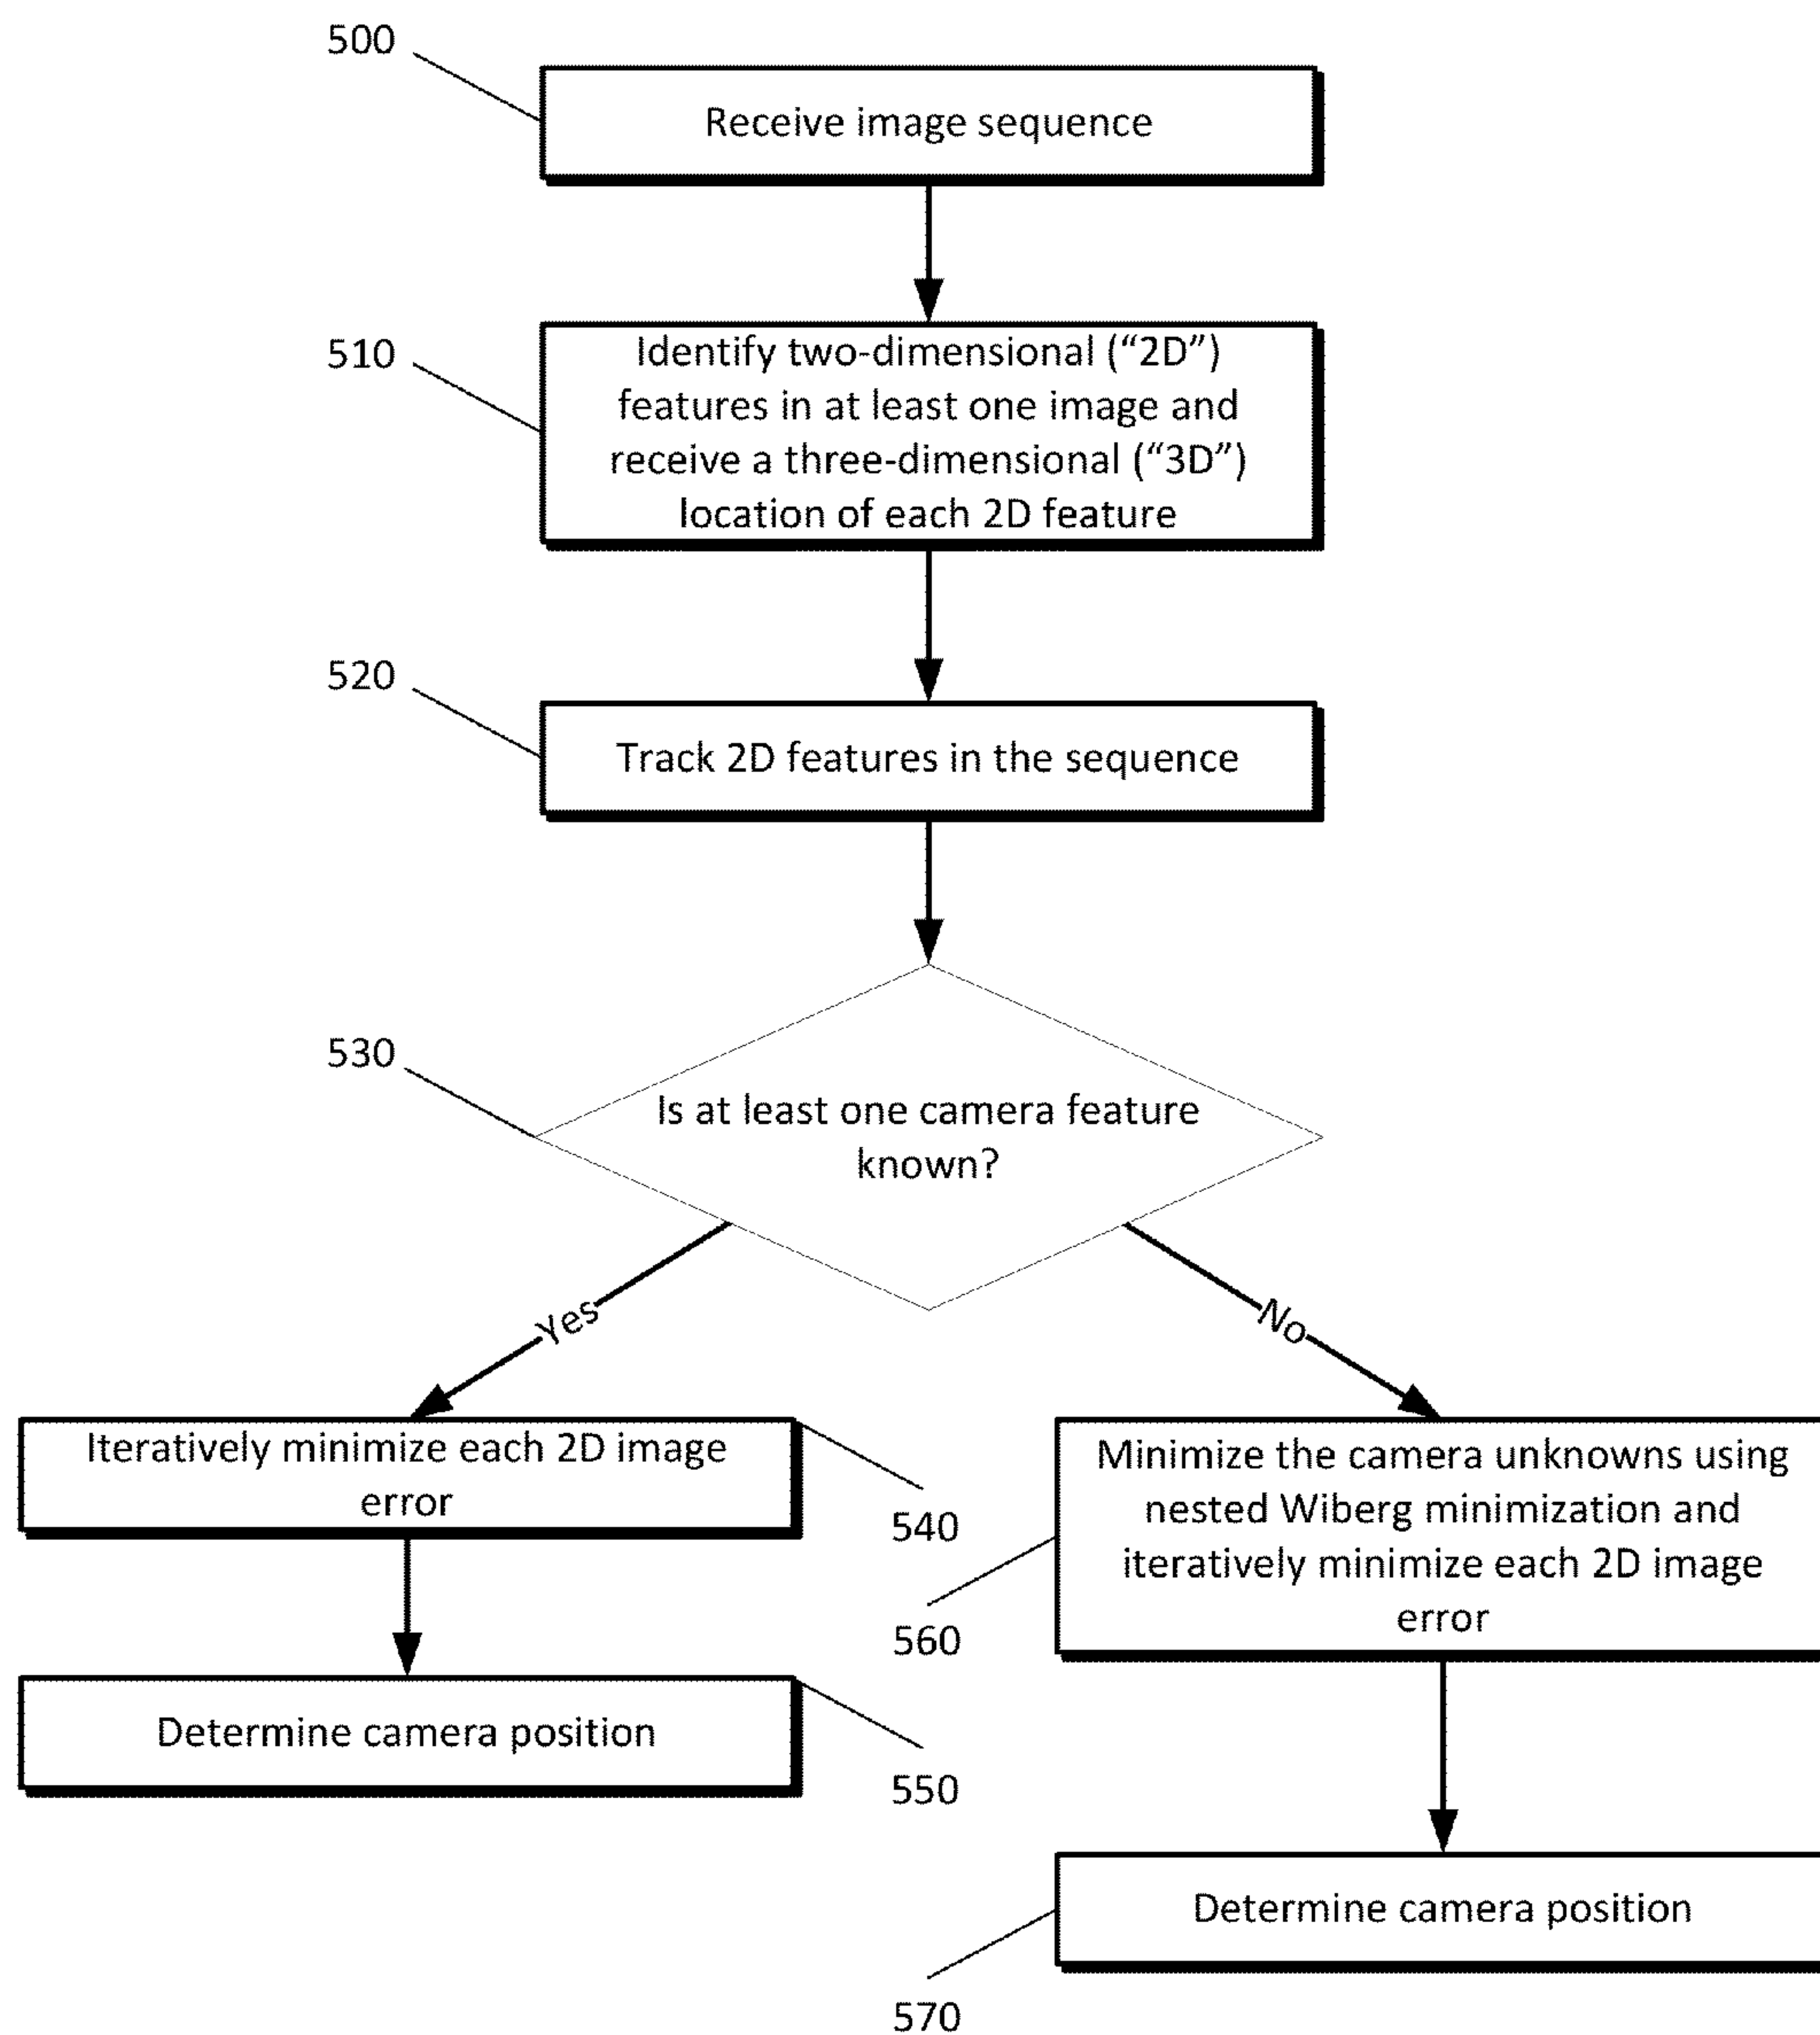 500
Receive image sequence
510
Identify two-dimensional (“2D”)
features in at least one image and
receive a three-dimensional (“3D”)
location of each 2D feature
520
Track 2D features in the sequence
530
Is at least one camera feature
known?
Yes
No
Iteratively minimize each 2D image
error
540
Minimize the camera unknowns using
nested Wiberg minimization and
iteratively minimize each 2D image
error
560
Determine camera position
550
Determine camera position
570